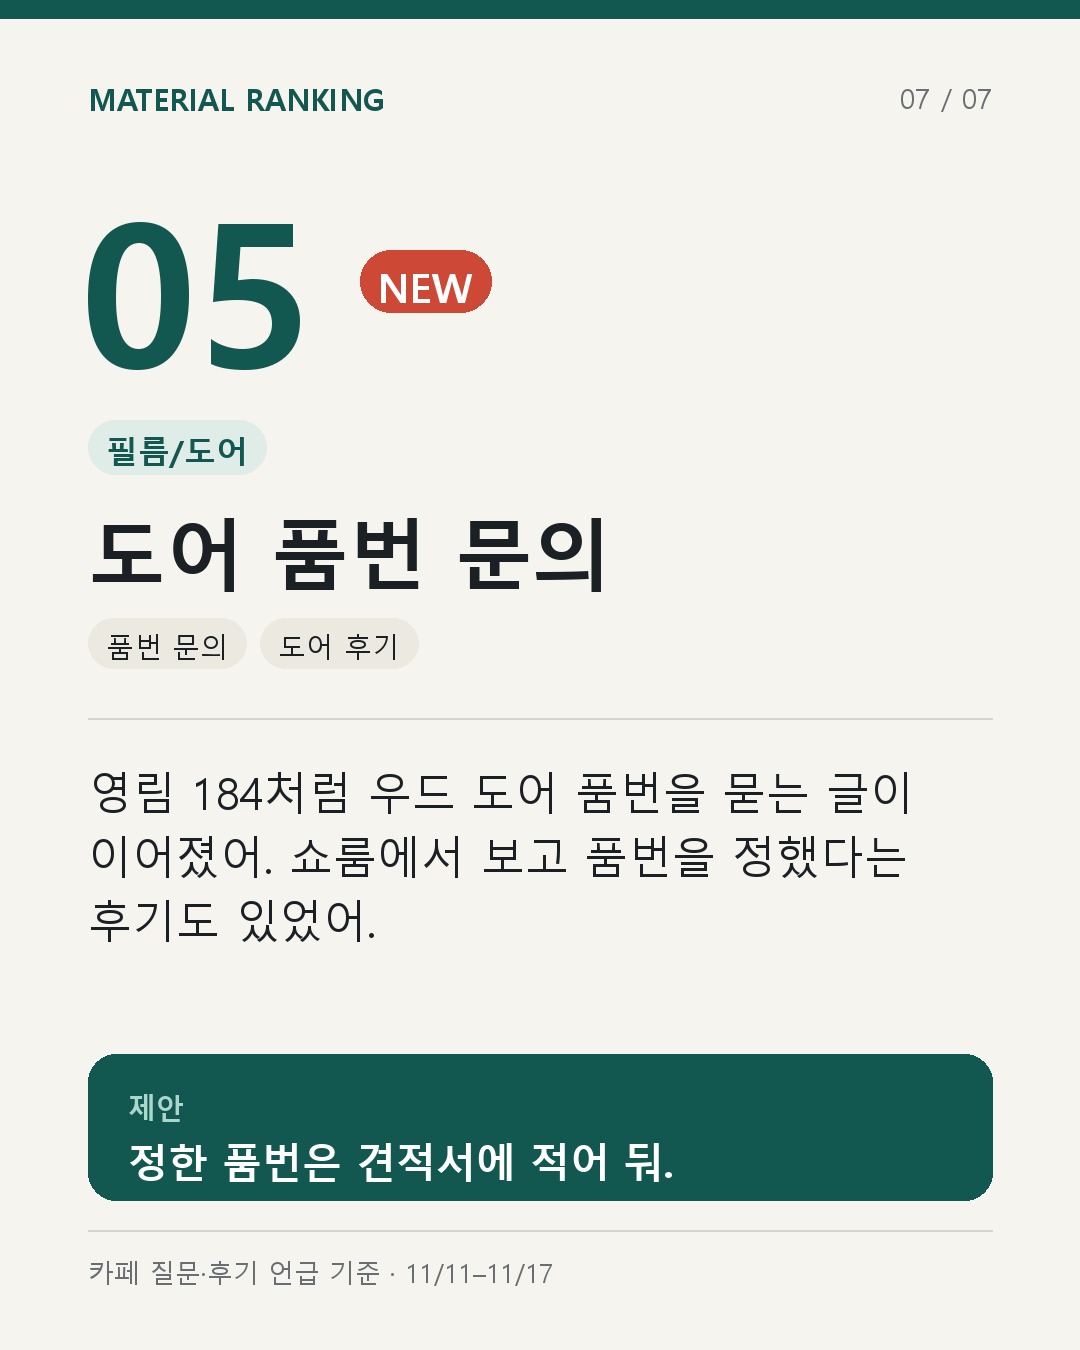 MATERIAL RANKING
07 / 07
05
NEW
필름/도어
도어 품번 문의
품번 문의
도어 후기
영림 184처럼 우드 도어 품번을 묻는 글이
이어졌어. 쇼룸에서 보고 품번을 정했다는
후기도 있었어.
제안
정한 품번은 견적서에 적어 둬.
카페 질문·후기 언급 기준 · 11/11–11/17